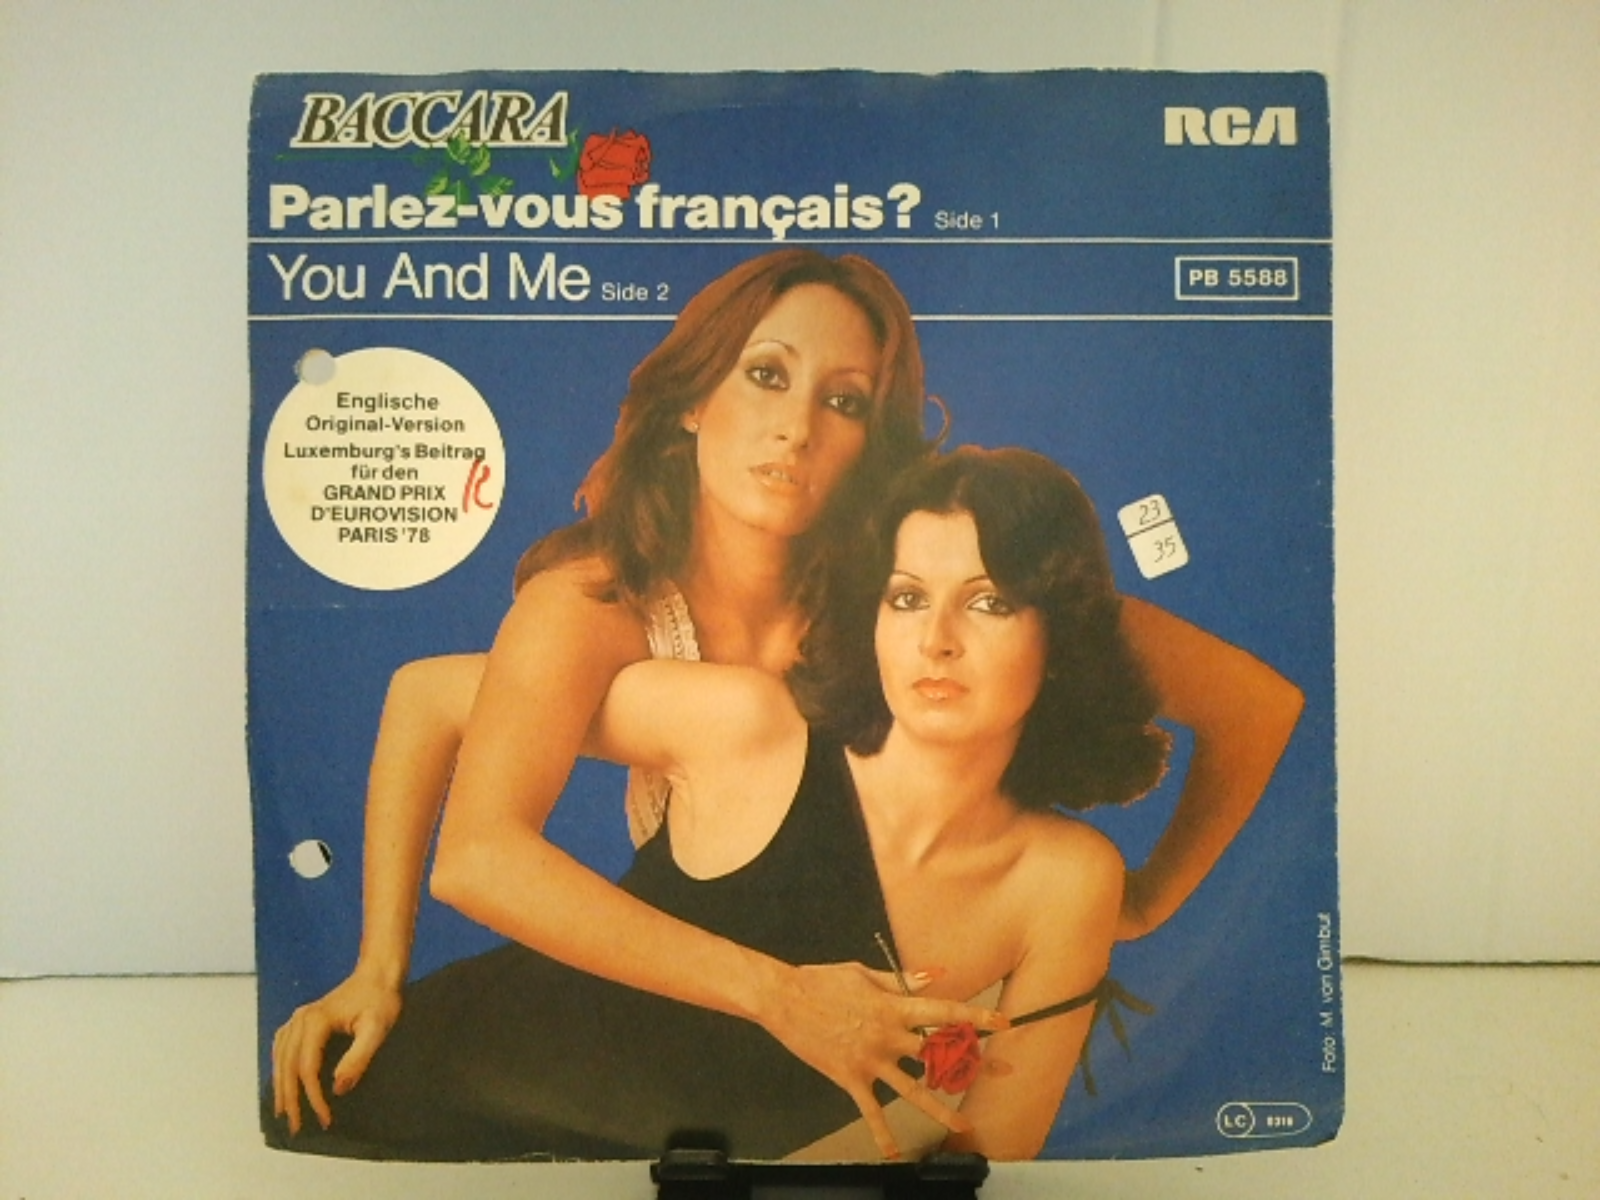 BACCARA
RCA
Parlez-vous français? Side 1
You And Me Side 2
PB 5588
Englische
Original-Version
Luxemburg's Beitrag
für den
GRAND PRIX
D'EUROVISION
PARIS '78
R
23
35
Foto: M. von Gimbut
LC